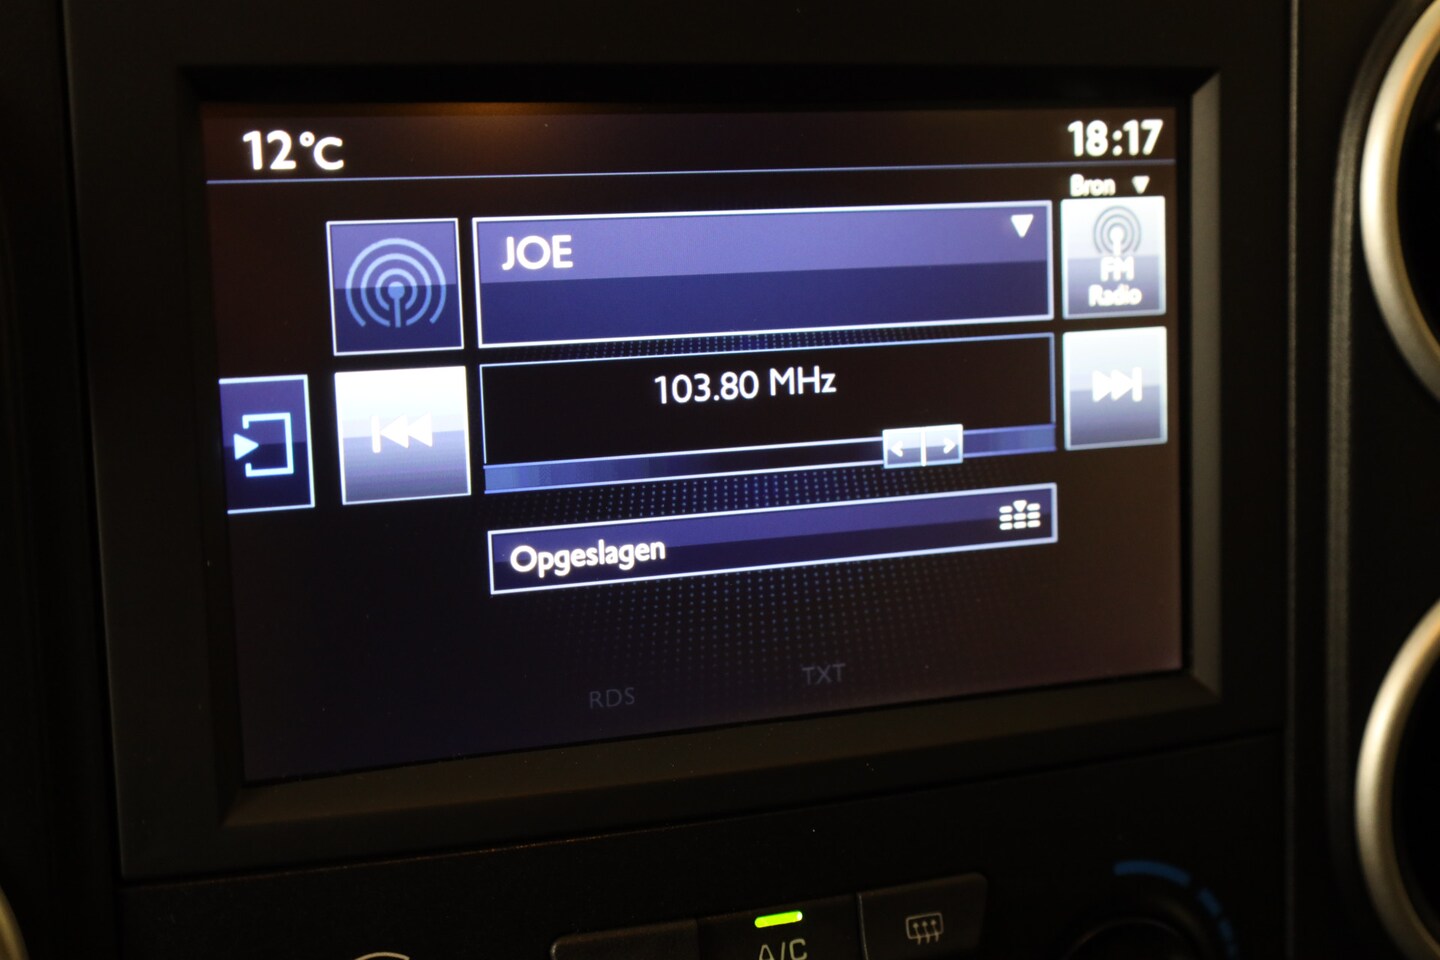 12°C
18:17
Bron
JOE
FM
Radio
103.80 MHz
Opgeslagen
RDS
TXT
A/C